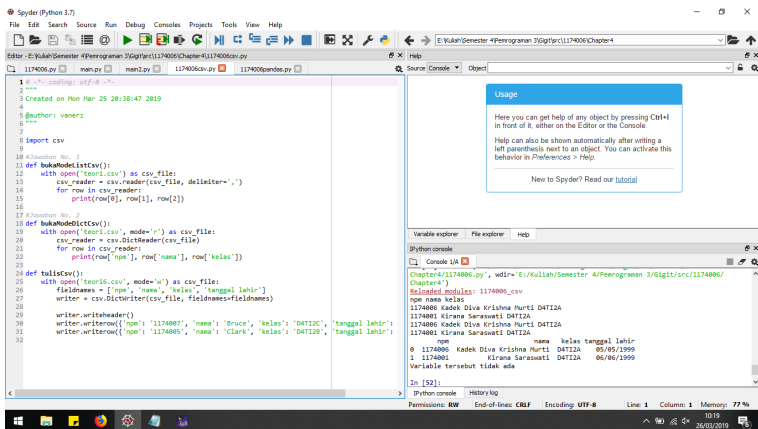 Spyder (Python 3.7)
File Edit Search Source Run Debug Consoles Projects Tools View Help
E:\Kuliah\Semester 4\Pemrograman 3\Gigit\src\1174006\Chapter4
Editor - E:\Kuliah\Semester 4\Pemrograman 3\Gigit\src\1174006\Chapter4\1174006csv.py
Help
1174006.py main.py main2.py 1174006csv.py 1174006pandas.py
Source Console Object
1 # -*- coding: utf-8 -*-
2 """
3 Created on Mon Mar 25 20:38:47 2019
4
5 @author: vanerz
6 """
7
8 import csv
9
10 #Jawaban No. 1
11 def bukaModeListCsv():
12 with open('teori.csv') as csv_file:
13 csv_reader = csv.reader(csv_file, delimiter=',')
14 for row in csv_reader:
15 print(row[0], row[1], row[2])
16
17 #Jawaban No. 2
18 def bukaModeDictCsv():
19 with open('teori.csv', mode='r') as csv_file:
20 csv_reader = csv.DictReader(csv_file)
21 for row in csv_reader:
22 print(row['npm'], row['nama'], row['kelas'])
23
24 def tulisCsv():
25 with open('teori6.csv', mode='w') as csv_file:
26 fieldnames = ['npm', 'nama', 'kelas', 'tanggal lahir']
27 writer = csv.DictWriter(csv_file, fieldnames=fieldnames)
28
29 writer.writeheader()
30 writer.writerow({'npm': '1174007', 'nama': 'Bruce', 'kelas': 'D4TI2C', 'tanggal lahir':
31 writer.writerow({'npm': '1174005', 'nama': 'Clark', 'kelas': 'D4TI2B', 'tanggal lahir':
32
Usage
Here you can get help of any object by pressing Ctrl+I
in front of it, either on the Editor or the Console.
Help can also be shown automatically after writing a
left parenthesis next to an object. You can activate this
behavior in Preferences > Help.
New to Spyder? Read our tutorial
Variable explorer File explorer Help
IPython console
Console 1/A
Chapter4/1174006.py', wdir='E:/Kuliah/Semester 4/Pemrograman 3/Gigit/src/1174006/
Chapter4')
Reloaded modules: 1174006_csv
npm nama kelas
1174006 Kadek Diva Krishna Murti D4TI2A
1174001 Kirana Saraswati D4TI2A
1174006 Kadek Diva Krishna Murti D4TI2A
1174001 Kirana Saraswati D4TI2A
npm nama kelas tanggal lahir
0 1174006 Kadek Diva Krishna Murti D4TI2A 05/05/1999
1 1174001 Kirana Saraswati D4TI2A 06/06/1999
Variable tersebut tidak ada
In [52]:
IPython console History log
Permissions: RW End-of-lines: CRLF Encoding: UTF-8 Line: 1 Column: 1 Memory: 77 %
10:19
26/03/2019